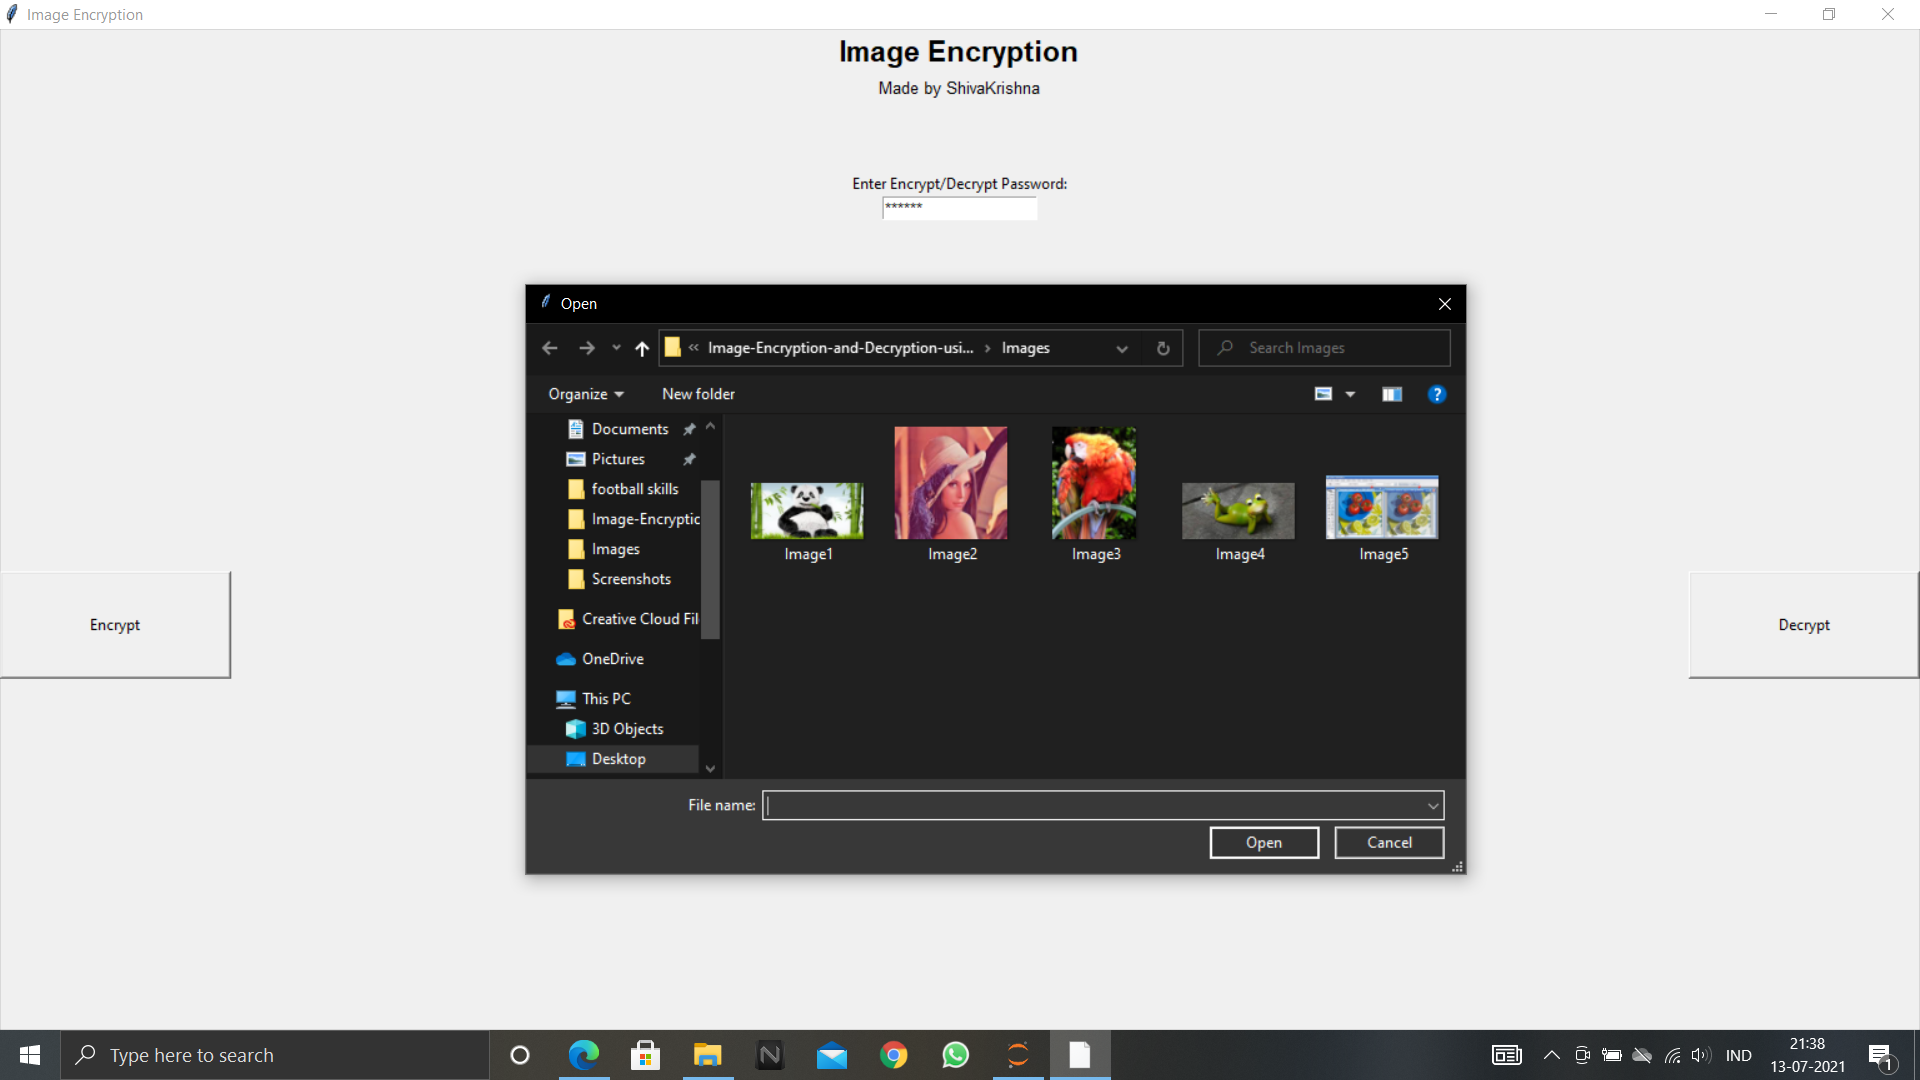 Image Encryption
Image Encryption
Made by ShivaKrishna
Enter Encrypt/Decrypt Password:
******
Open
« Image-Encryption-and-Decryption-usi... › Images
Search Images
Organize
New folder
?
Documents
Pictures
football skills
Image-Encryptic
Images
Screenshots
Creative Cloud Fil
OneDrive
This PC
3D Objects
Desktop
Image1
Image2
Image3
Image4
Image5
File name:
Open
Cancel
Encrypt
Decrypt
Type here to search
N
IND
21:38
13-07-2021
1